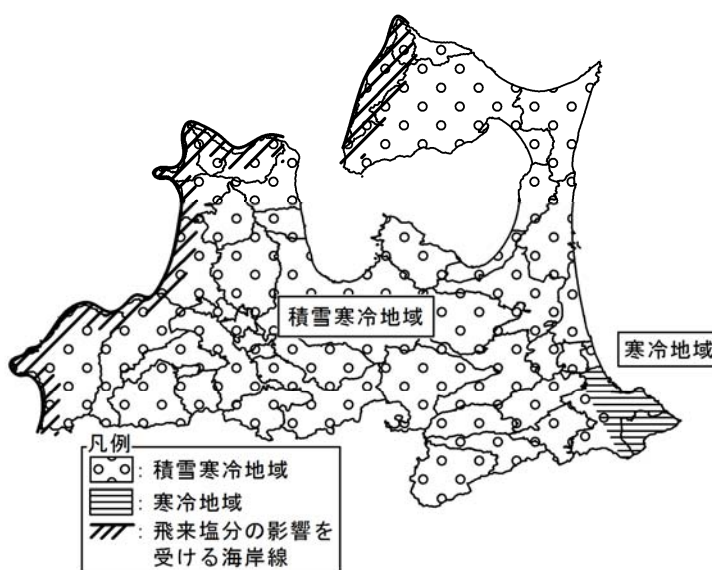 積雪寒冷地域
寒冷地域
凡例
: 積雪寒冷地域
: 寒冷地域
: 飛来塩分の影響を
受ける海岸線